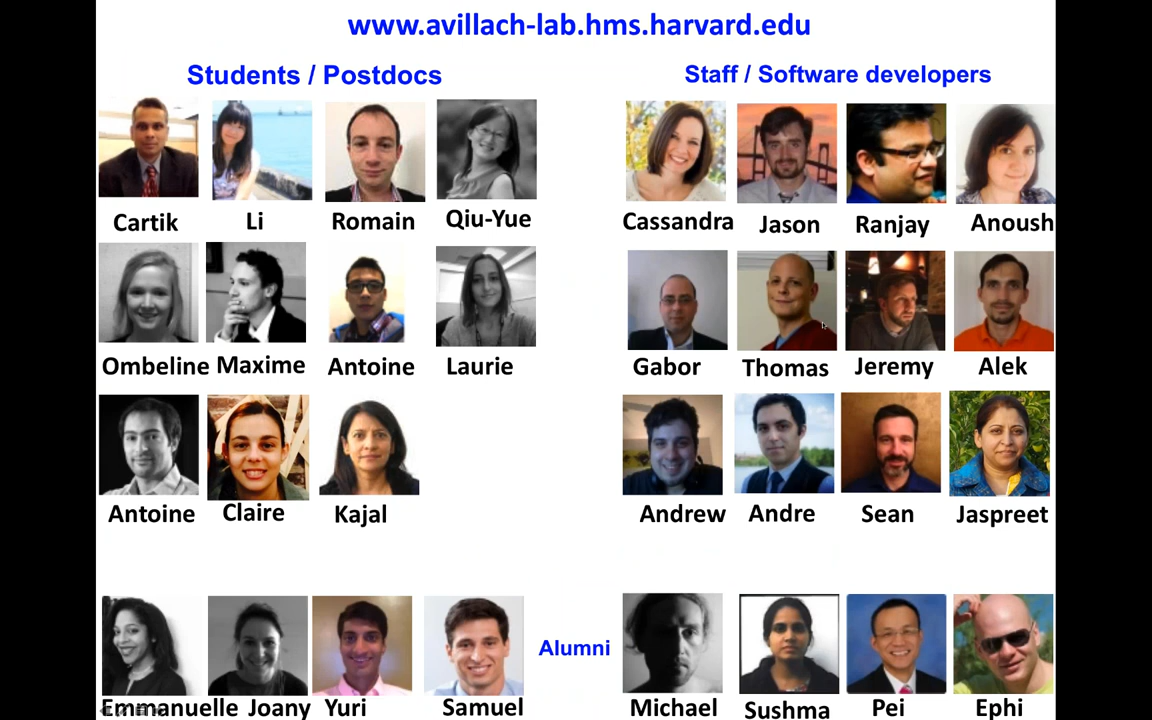 www.avillach-lab.hms.harvard.edu
Students / Postdocs
Staff / Software developers
Cartik Li Romain Qiu-Yue
Cassandra Jason Ranjay Anoush
Ombeline Maxime Antoine Laurie
Gabor Thomas Jeremy Alek
Antoine Claire Kajal
Andrew Andre Sean Jaspreet
Alumni
Emmanuelle Joany Yuri Samuel
Michael Sushma Pei Ephi